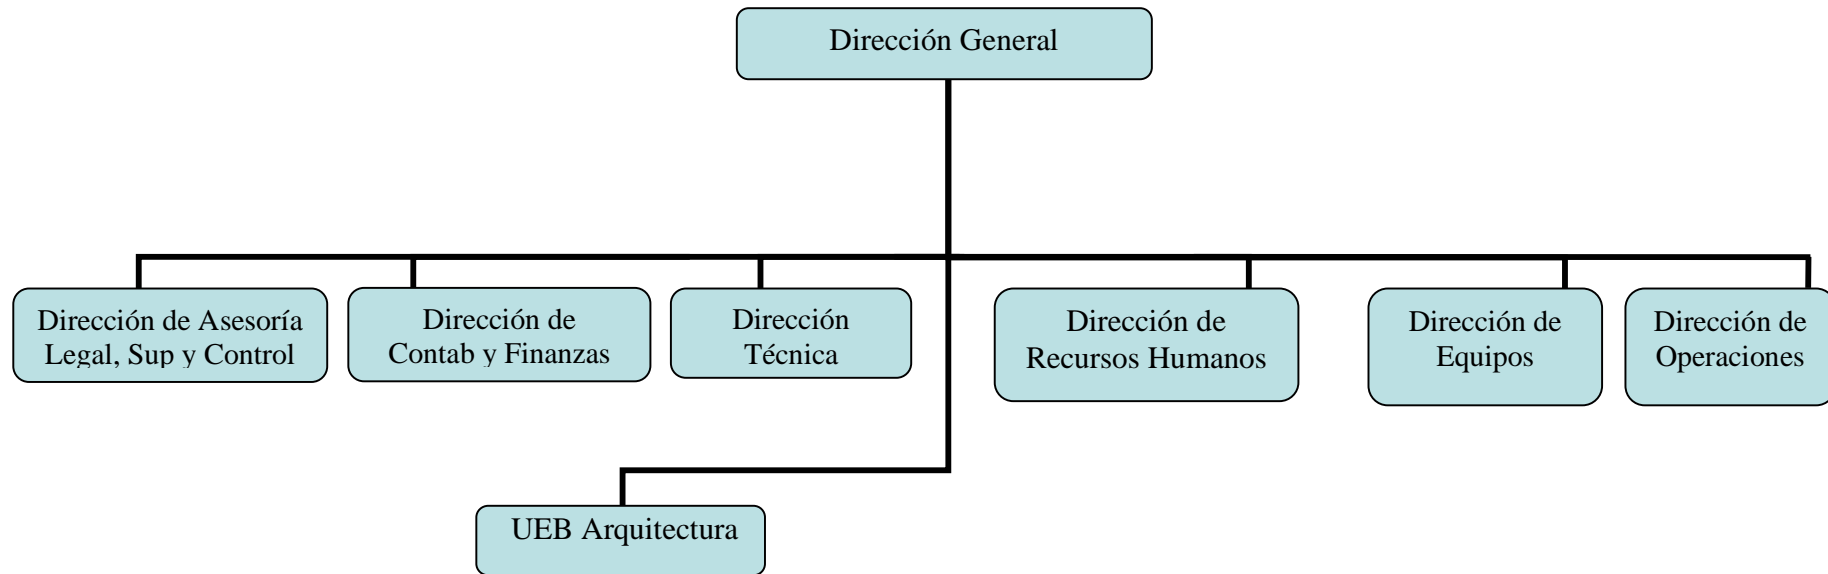 Dirección General
Dirección de Asesoría
Legal, Sup y Control
Dirección de
Contab y Finanzas
Dirección
Técnica
Dirección de
Recursos Humanos
Dirección de
Equipos
Dirección de
Operaciones
UEB Arquitectura